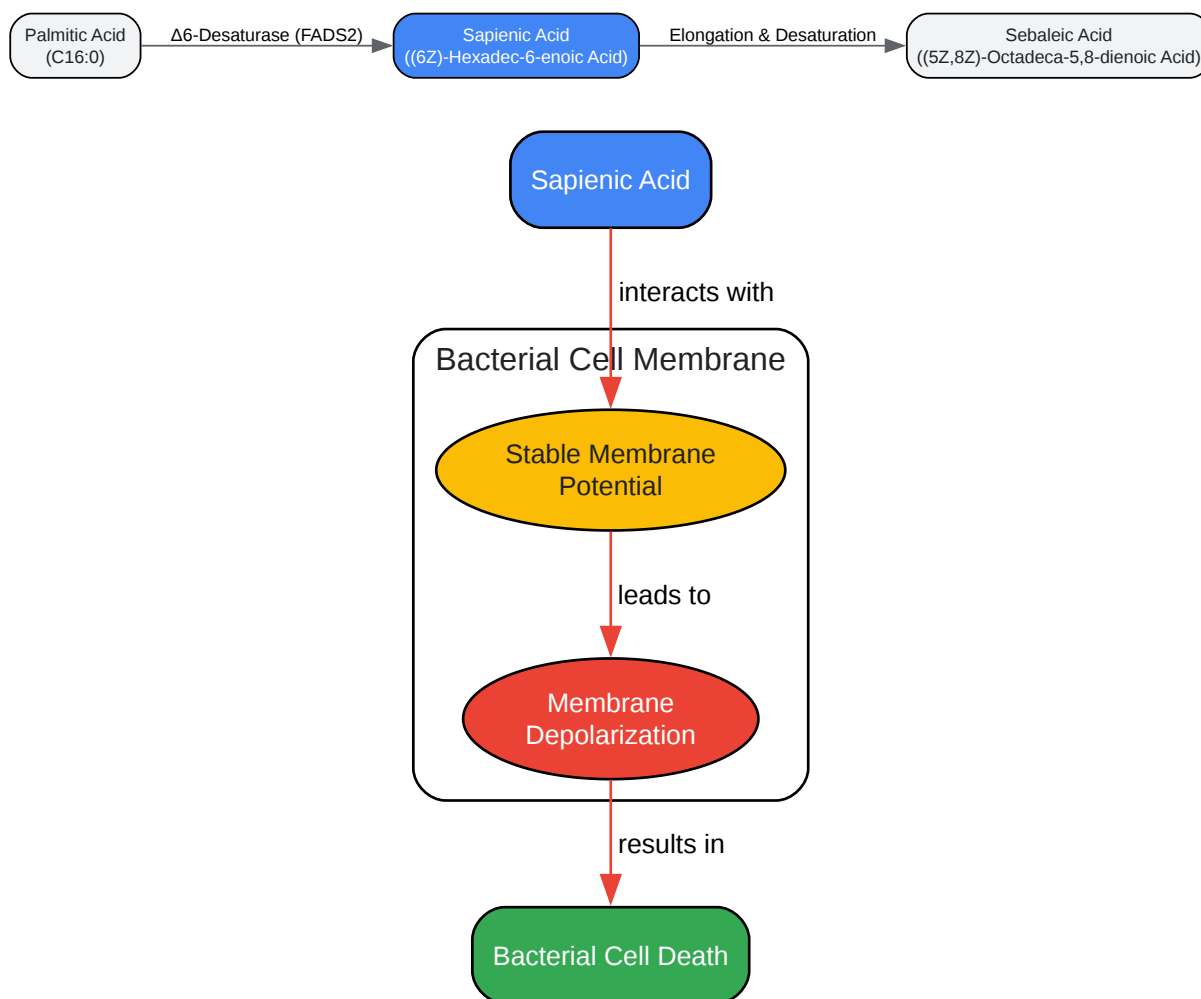 Palmitic Acid
(C16:0)
Δ6-Desaturase (FADS2)
Sapienic Acid
((6Z)-Hexadec-6-enoic Acid)
Elongation & Desaturation
Sebaleic Acid
((5Z,8Z)-Octadeca-5,8-dienoic Acid)
Sapienic Acid
interacts with
Bacterial Cell Membrane
Stable Membrane
Potential
leads to
Membrane
Depolarization
results in
Bacterial Cell Death